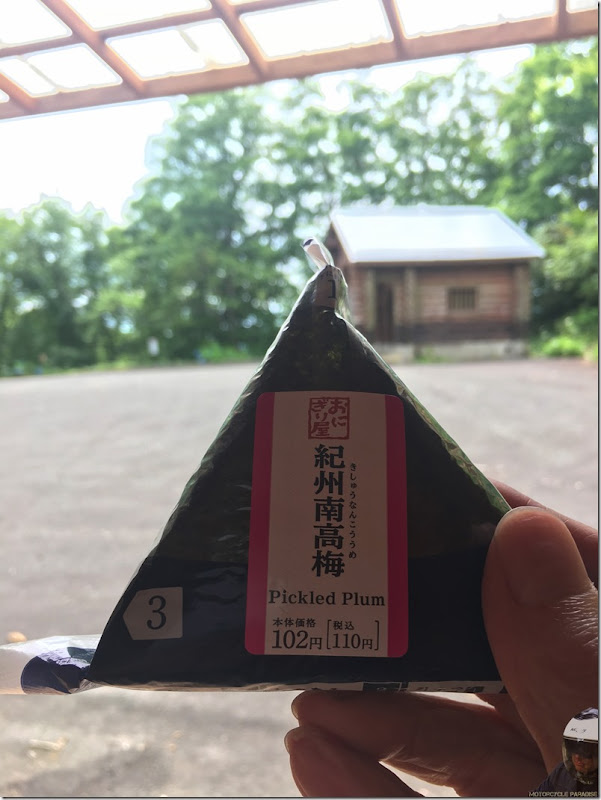 1
おに
ぎり屋
紀州南高梅
きしゅうなんこううめ
Pickled Plum
本体価格
102円
[税込
110円]
3
MOTORCYCLE PARADISE